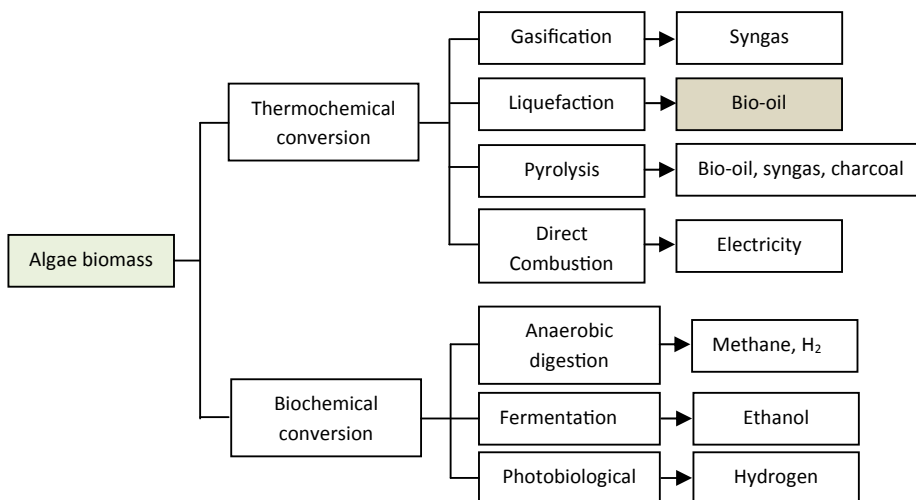 Gasification
Syngas
Thermochemical
conversion
Liquefaction
Bio-oil
Pyrolysis
Bio-oil, syngas, charcoal
Direct
Combustion
Electricity
Algae biomass
Anaerobic
digestion
Methane, H₂
Biochemical
conversion
Fermentation
Ethanol
Photobiological
Hydrogen